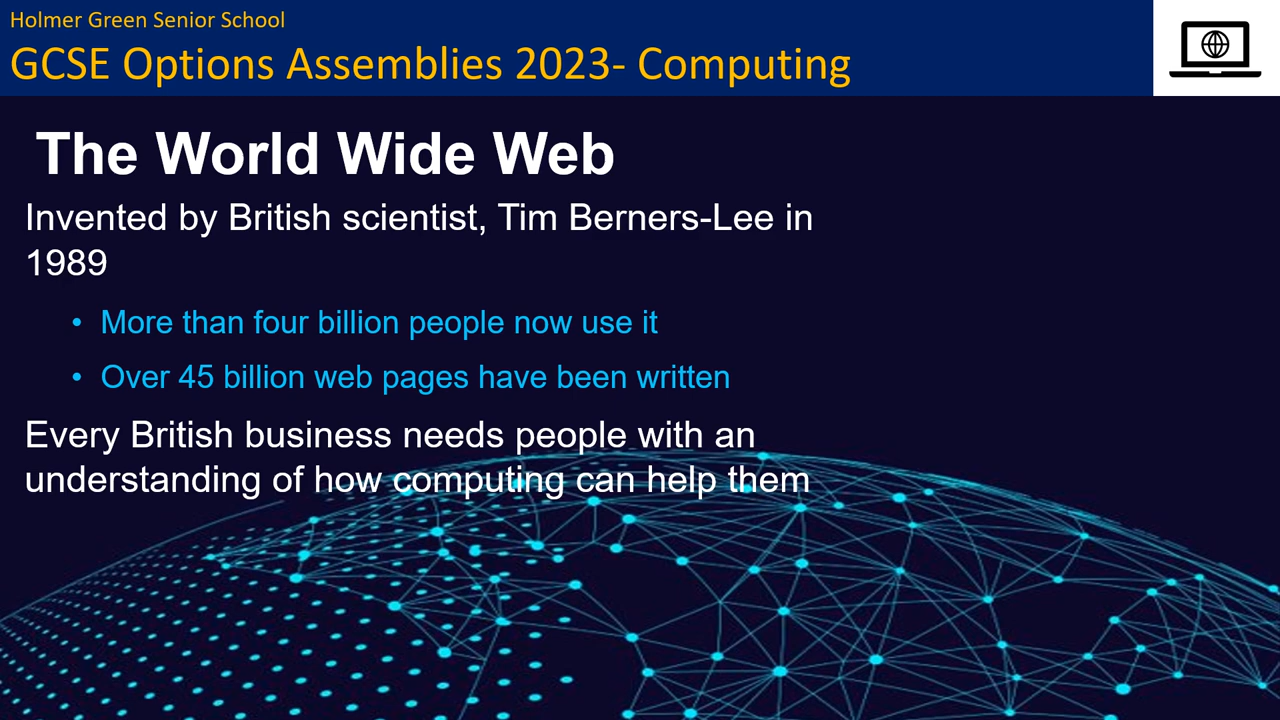 Holmer Green Senior School
GCSE Options Assemblies 2023- Computing
The World Wide Web
Invented by British scientist, Tim Berners-Lee in
1989
• More than four billion people now use it
• Over 45 billion web pages have been written
Every British business needs people with an
understanding of how computing can help them